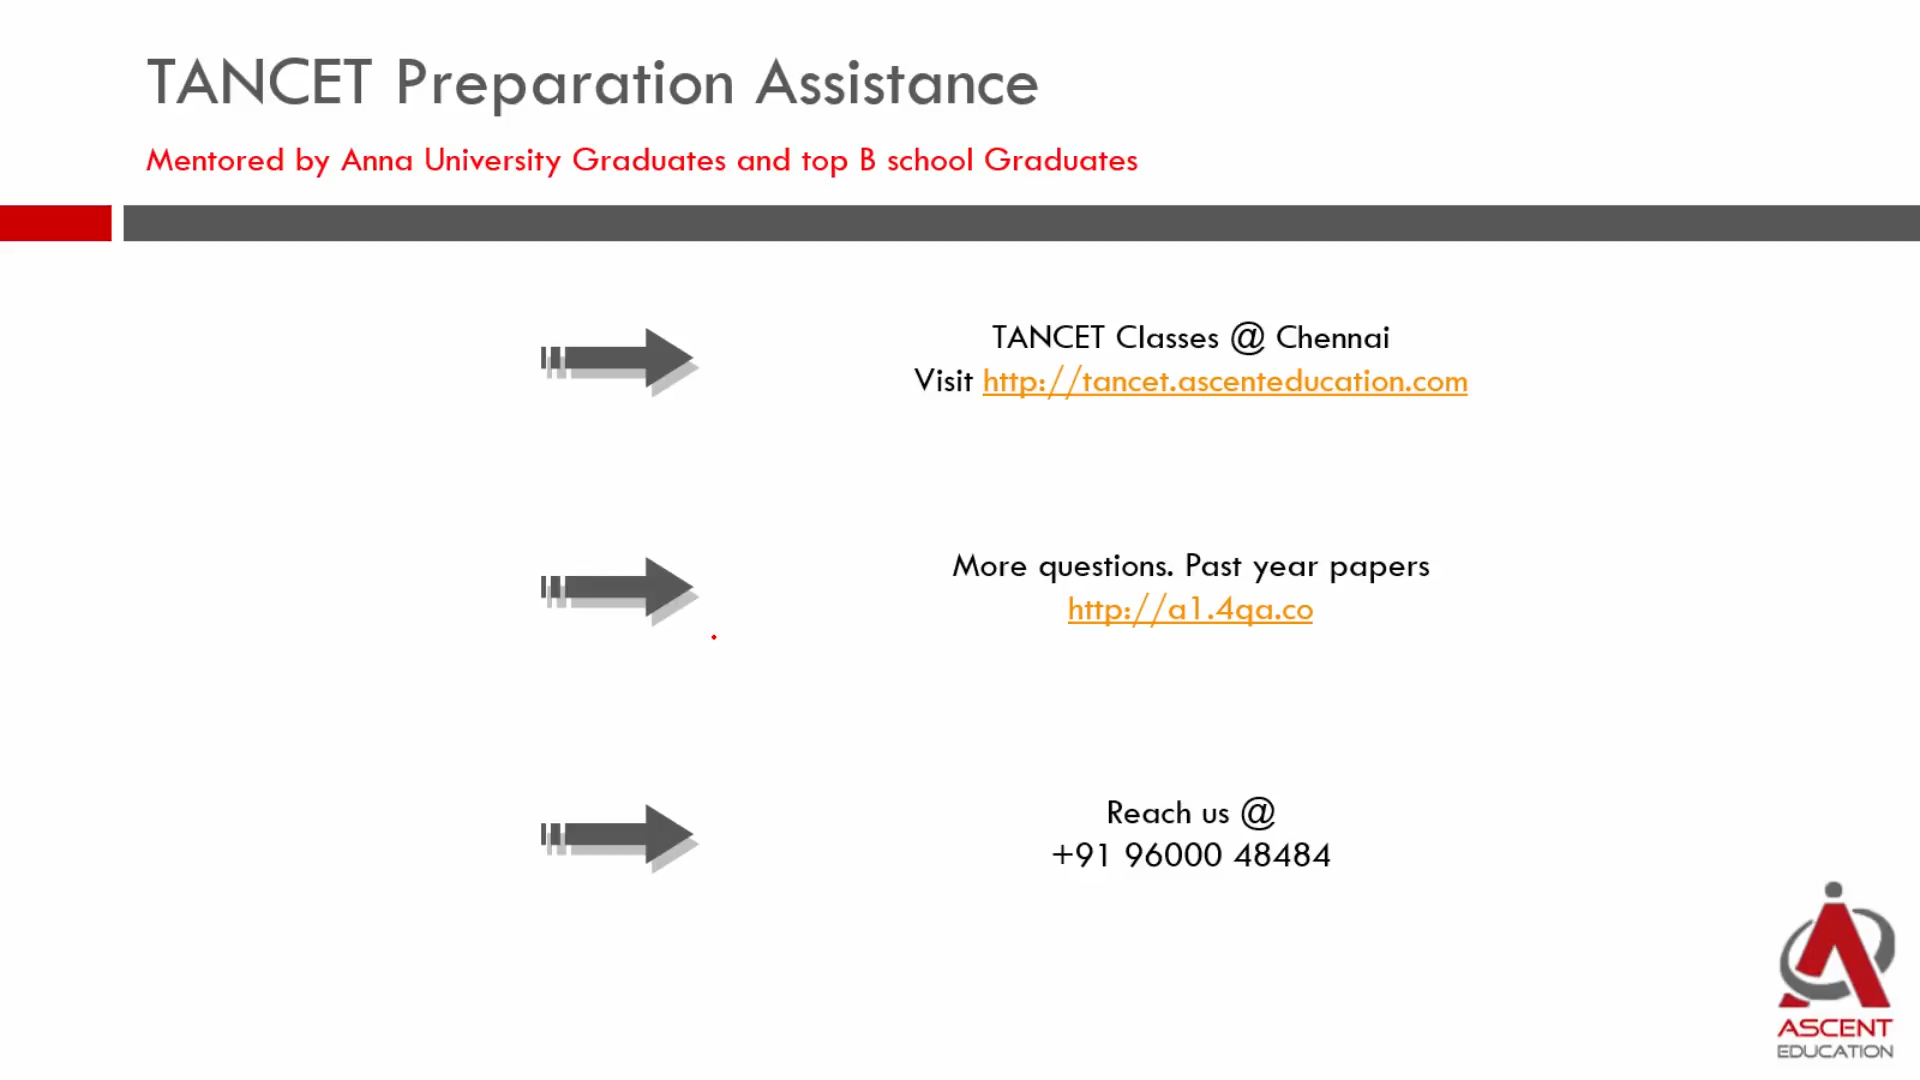 TANCET Preparation Assistance
Mentored by Anna University Graduates and top B school Graduates
TANCET Classes @ Chennai
Visit http://tancet.ascenteducation.com
More questions. Past year papers
http://a1.4qa.co
Reach us @
+91 96000 48484
ASCENT
EDUCATION